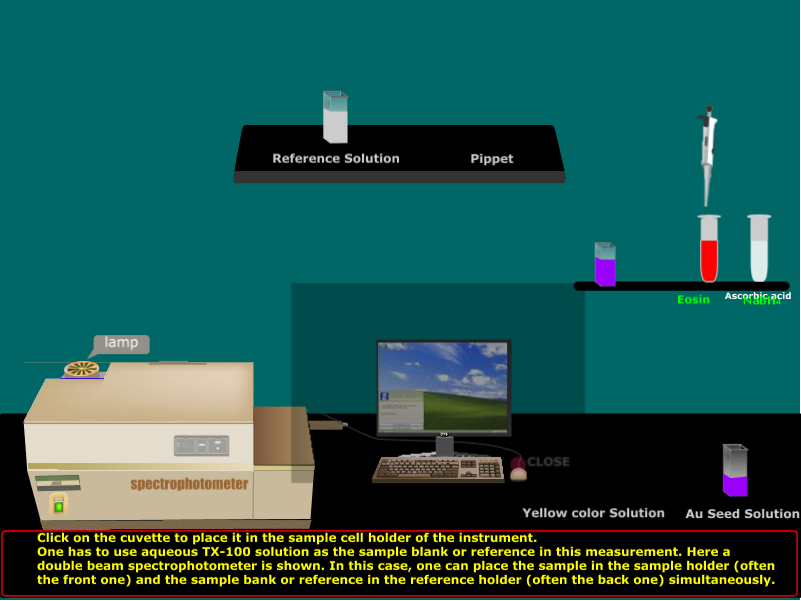 Reference Solution
Pippet
Eosin
Ascorbic acid
lamp
CLOSE
spectrophotometer
Yellow color Solution
Au Seed Solution
Click on the cuvette to place it in the sample cell holder of the instrument.
One has to use aqueous TX-100 solution as the sample blank or reference in this measurement. Here a
double beam spectrophotometer is shown. In this case, one can place the sample in the sample holder (often
the front one) and the sample bank or reference in the reference holder (often the back one) simultaneously.